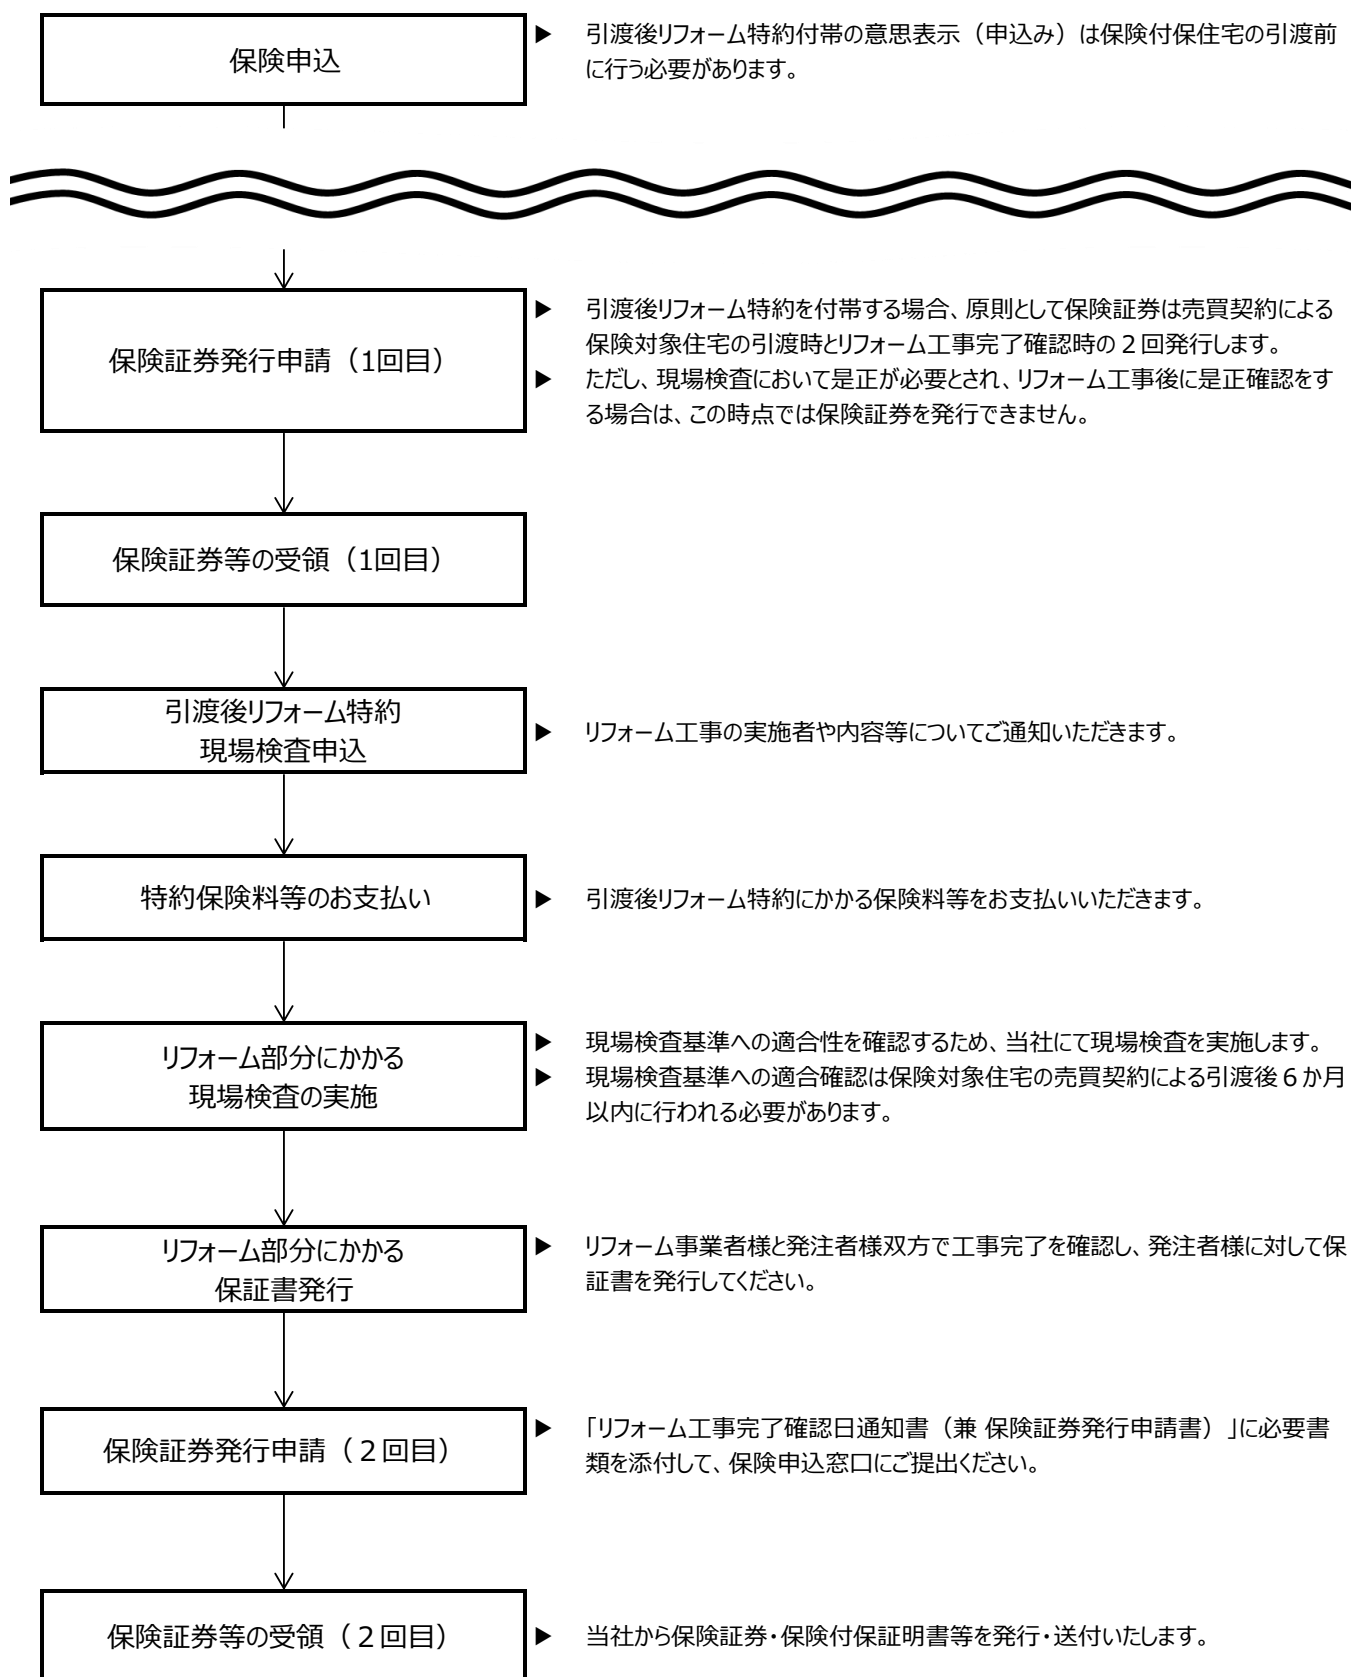 保険申込
▶ 引渡後リフォーム特約付帯の意思表示（申込み）は保険付保住宅の引渡前
に行う必要があります。
保険証券発行申請（1回目）
▶ 引渡後リフォーム特約を付帯する場合、原則として保険証券は売買契約による
保険対象住宅の引渡時とリフォーム工事完了確認時の２回発行します。
▶ ただし、現場検査において是正が必要とされ、リフォーム工事後に是正確認をす
る場合は、この時点では保険証券を発行できません。
保険証券等の受領（1回目）
引渡後リフォーム特約
現場検査申込
▶ リフォーム工事の実施者や内容等についてご通知いただきます。
特約保険料等のお支払い
▶ 引渡後リフォーム特約にかかる保険料等をお支払いいただきます。
リフォーム部分にかかる
現場検査の実施
▶ 現場検査基準への適合性を確認するため、当社にて現場検査を実施します。
▶ 現場検査基準への適合確認は保険対象住宅の売買契約による引渡後６か月
以内に行われる必要があります。
リフォーム部分にかかる
保証書発行
▶ リフォーム事業者様と発注者様双方で工事完了を確認し、発注者様に対して保
証書を発行してください。
保険証券発行申請（２回目）
▶ 「リフォーム工事完了確認日通知書（兼 保険証券発行申請書）」に必要書
類を添付して、保険申込窓口にご提出ください。
保険証券等の受領（２回目）
▶ 当社から保険証券・保険付保証明書等を発行・送付いたします。